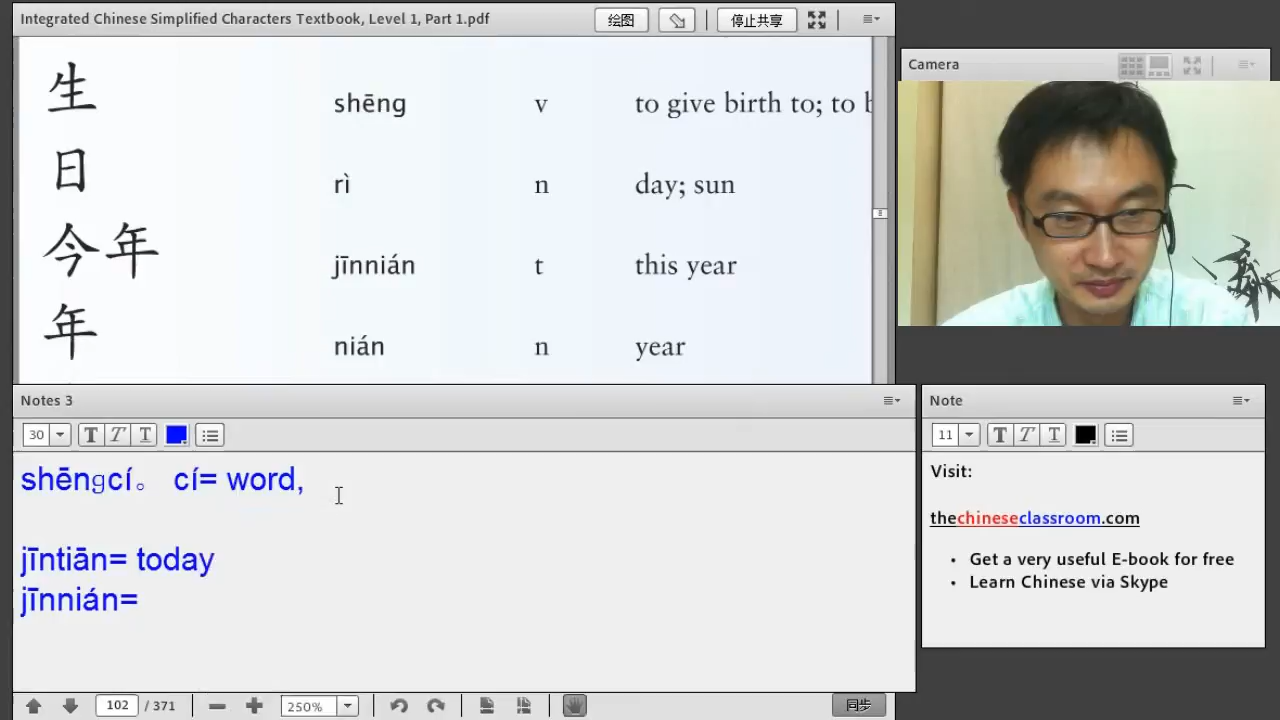 Integrated Chinese Simplified Characters Textbook, Level 1, Part 1.pdf
绘图
停止共享
生 shēng v to give birth to; to b
日 rì n day; sun
今年 jīnnián t this year
年 nián n year
Camera
Notes 3
30 T T T
shēngcí。 cí= word,
jīntiān= today
jīnnián=
102 / 371
250%
同步
Note
11 T T T
Visit:
thechineseclassroom.com
• Get a very useful E-book for free
• Learn Chinese via Skype